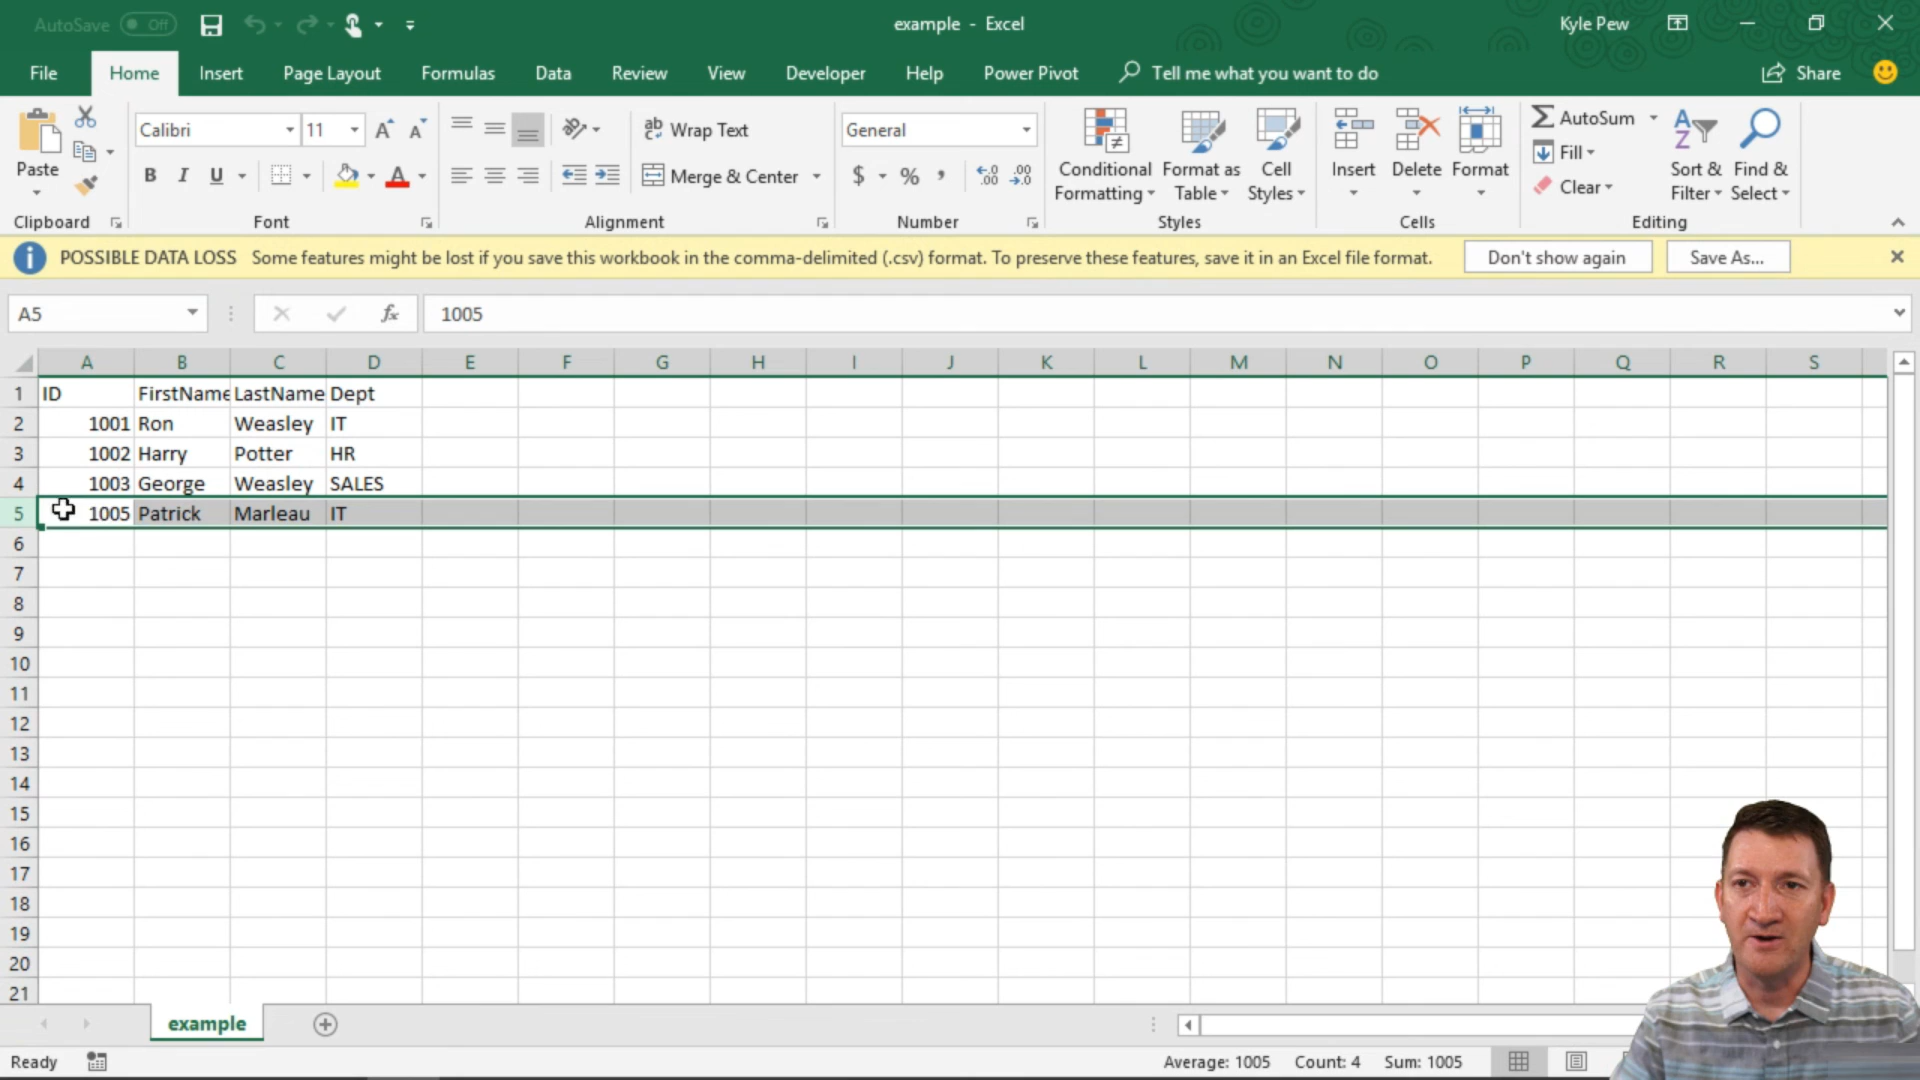 AutoSave Off
example - Excel
Kyle Pew
File Home Insert Page Layout Formulas Data Review View Developer Help Power Pivot Tell me what you want to do Share
Calibri 11 Wrap Text General AutoSum
Fill
Paste Conditional Formatting Format as Table Cell Styles Insert Delete Format Sort & Filter Find & Select
B I U Merge & Center $ % , Clear
Clipboard Font Alignment Number Styles Cells Editing
POSSIBLE DATA LOSS Some features might be lost if you save this workbook in the comma-delimited (.csv) format. To preserve these features, save it in an Excel file format. Don't show again Save As...
A5 fx 1005
A B C D E F G H I J K L M N O P Q R S
1 ID FirstName LastName Dept
2 1001 Ron Weasley IT
3 1002 Harry Potter HR
4 1003 George Weasley SALES
5 1005 Patrick Marleau IT
6
7
8
9
10
11
12
13
14
15
16
17
18
19
20
21
example
Ready Average: 1005 Count: 4 Sum: 1005